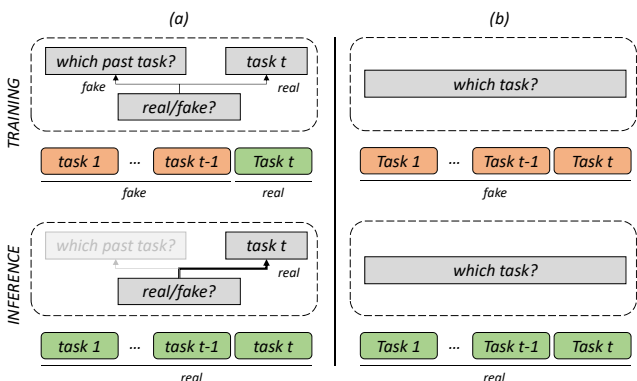 (a)
(b)
TRAINING
which past task?
task t
fake
real
real/fake?
which task?
task 1 ... task t-1 Task t
fake
real
Task 1 ... Task t-1 Task t
fake
INFERENCE
which past task?
task t
real
real/fake?
which task?
task 1 ... task t-1 task t
real
Task 1 ... Task t-1 Task t
real